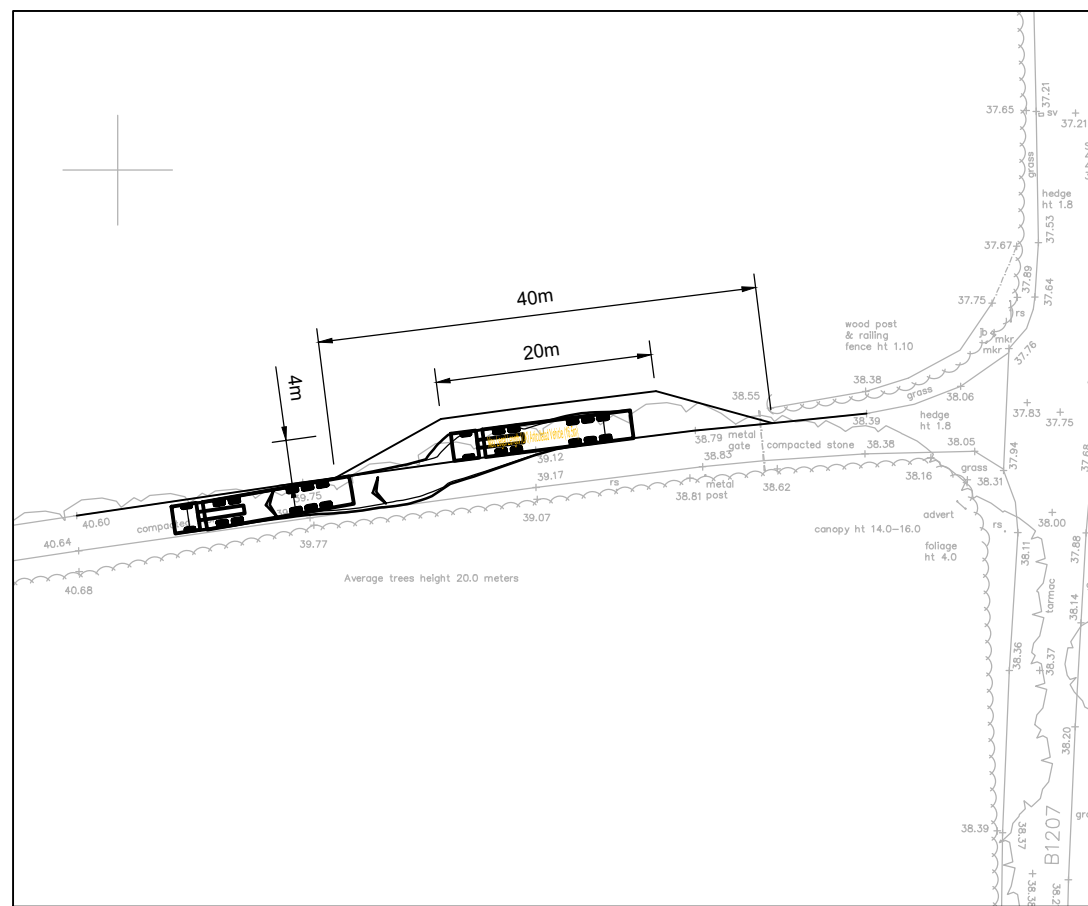 37.65
37.21
sv
37.21
grass
hedge
ht 1.8
37.53
37.67
37.89
37.64
37.75
rs
mkr
mkr
37.76
40m
20m
4m
wood post
& railing
fence ht 1.10
38.55
38.38
grass
38.06
38.39
hedge
ht 1.8
37.83
37.75
37.68
38.79
metal
gate
compacted stone
38.38
38.05
37.94
39.12
39.17
38.83
38.16
grass
38.31
39.75
rs
metal
post
38.81
38.62
40.60
compacted
39.07
advert
rs.
38.00
canopy ht 14.0-16.0
foliage
ht 4.0
38.11
37.88
40.64
39.77
Average trees height 20.0 meters
40.68
tarmac
38.14
38.36
38.37
38.20
B1207
38.39
38.37